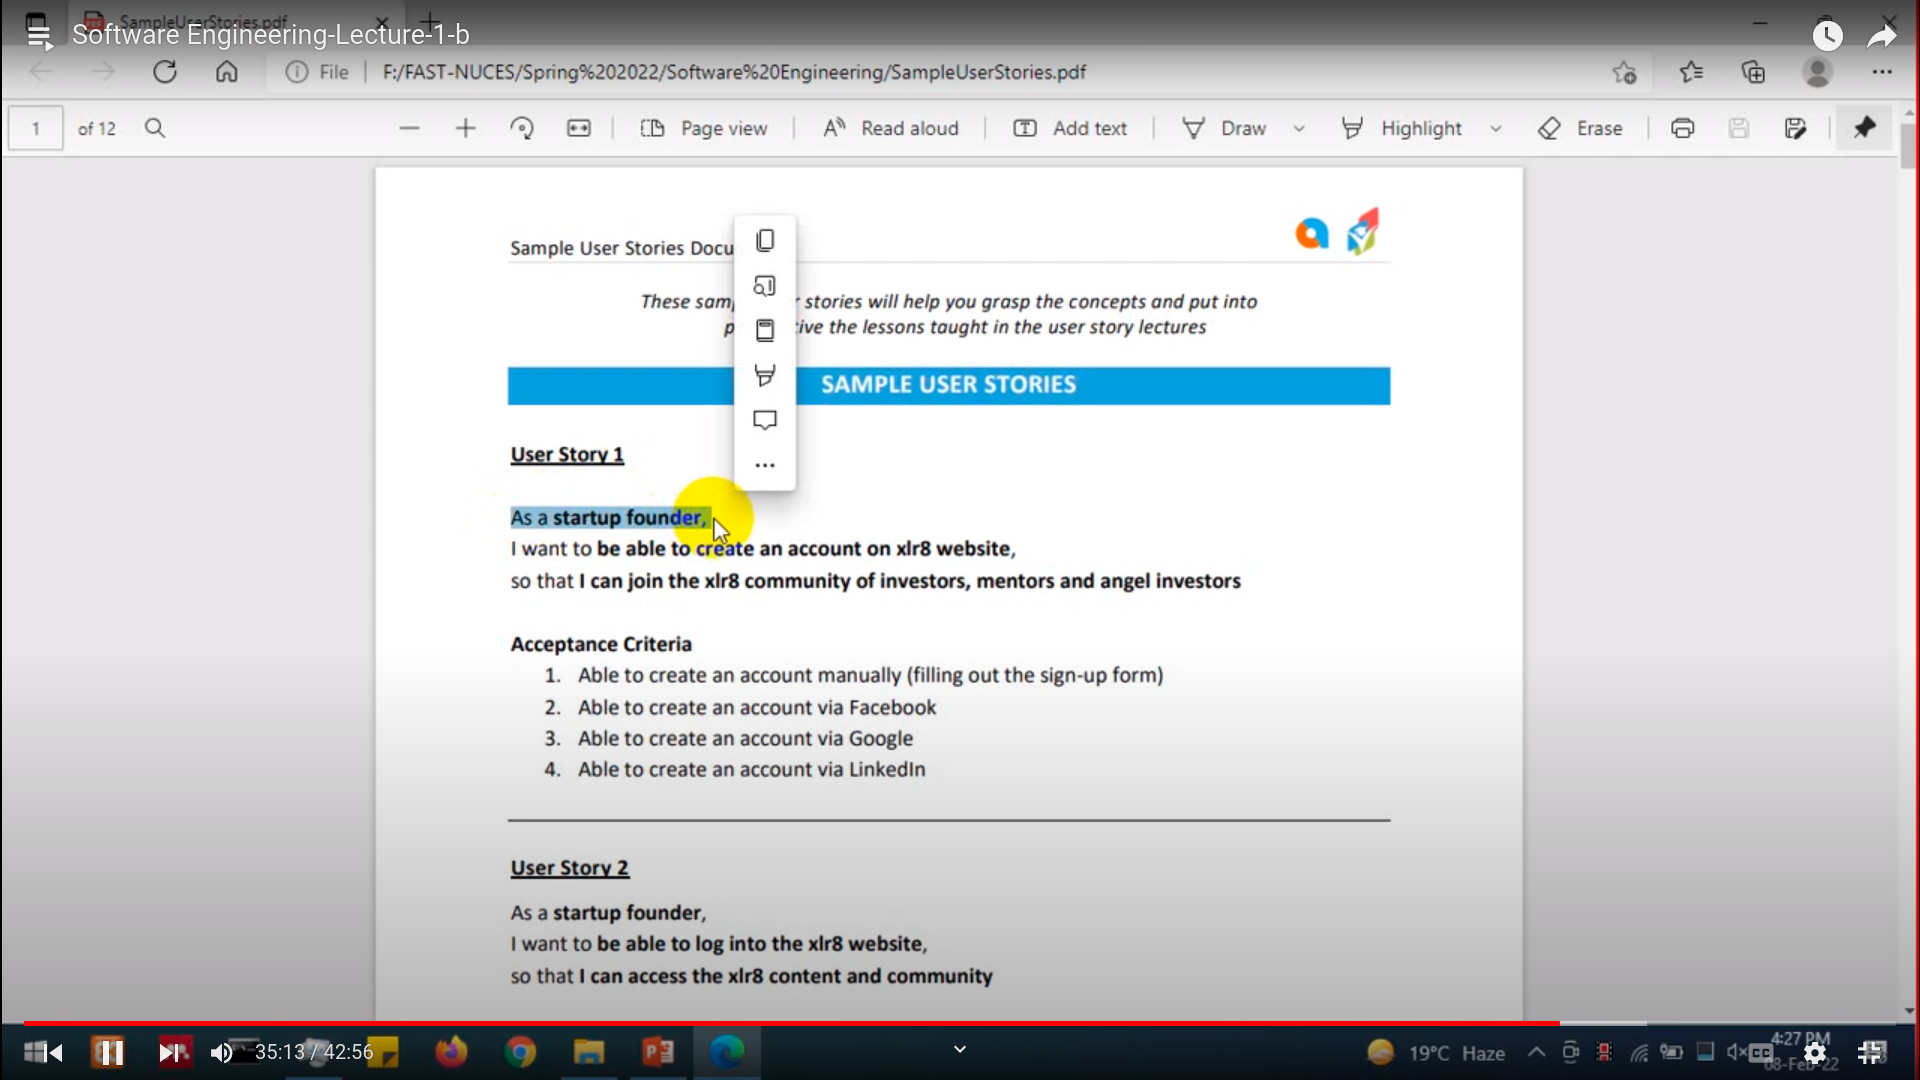 SampleUserStories.pdf
Software Engineering-Lecture-1-b
File F:/FAST-NUCES/Spring%202022/Software%20Engineering/SampleUserStories.pdf
1 of 12 Page view Read aloud Add text Draw Highlight Erase
Sample User Stories Docu
These sam stories will help you grasp the concepts and put into
p ive the lessons taught in the user story lectures
SAMPLE USER STORIES
User Story 1
As a startup founder,
I want to be able to create an account on xlr8 website,
so that I can join the xlr8 community of investors, mentors and angel investors
Acceptance Criteria
1. Able to create an account manually (filling out the sign-up form)
2. Able to create an account via Facebook
3. Able to create an account via Google
4. Able to create an account via LinkedIn
User Story 2
As a startup founder,
I want to be able to log into the xlr8 website,
so that I can access the xlr8 content and community
35:13 / 42:56
19°C Haze
4:27 PM
08-Feb-22
CC